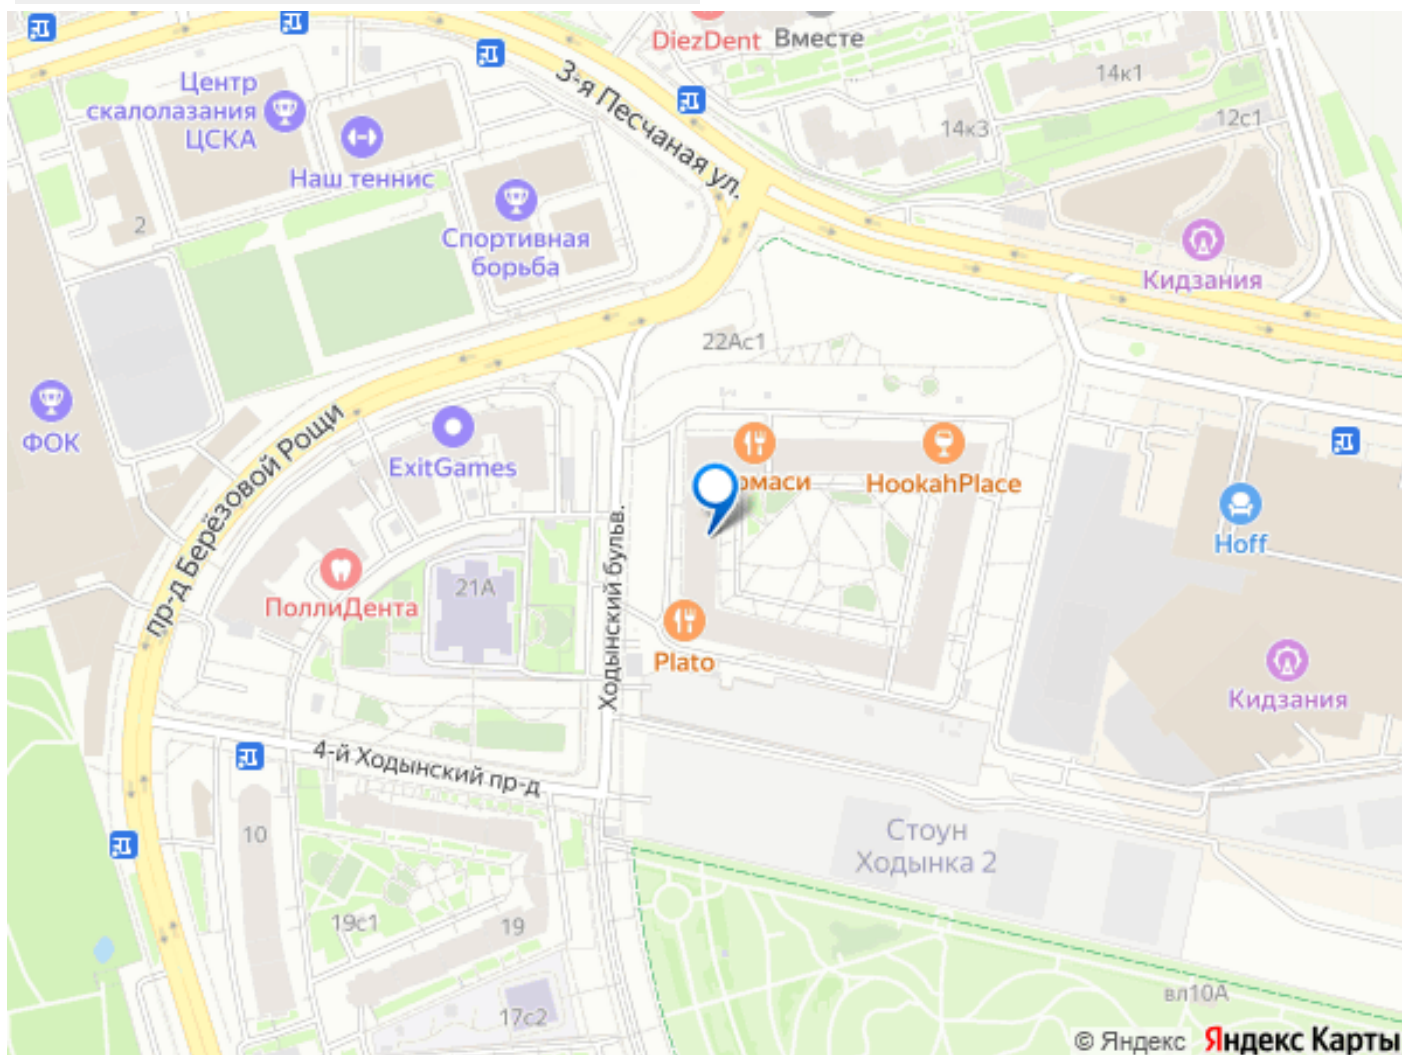 DiezDent
Вместе
14к1
Центр
скалолазания
ЦСКА
3-я Песчаная ул.
12с1
14к3
Наш теннис
2
Спортивная
борьба
Кидзания
22Ас1
ФОК
пр-д Берёзовой Рощи
ExitGames
омаси
HookahPlace
Hoff
Ходынский бульв.
21А
ПоллиДента
Plato
Кидзания
4-й Ходынский пр-д
10
Стоун
Ходынка 2
19с1
19
вл10А
17с2
© Яндекс Яндекс Карты